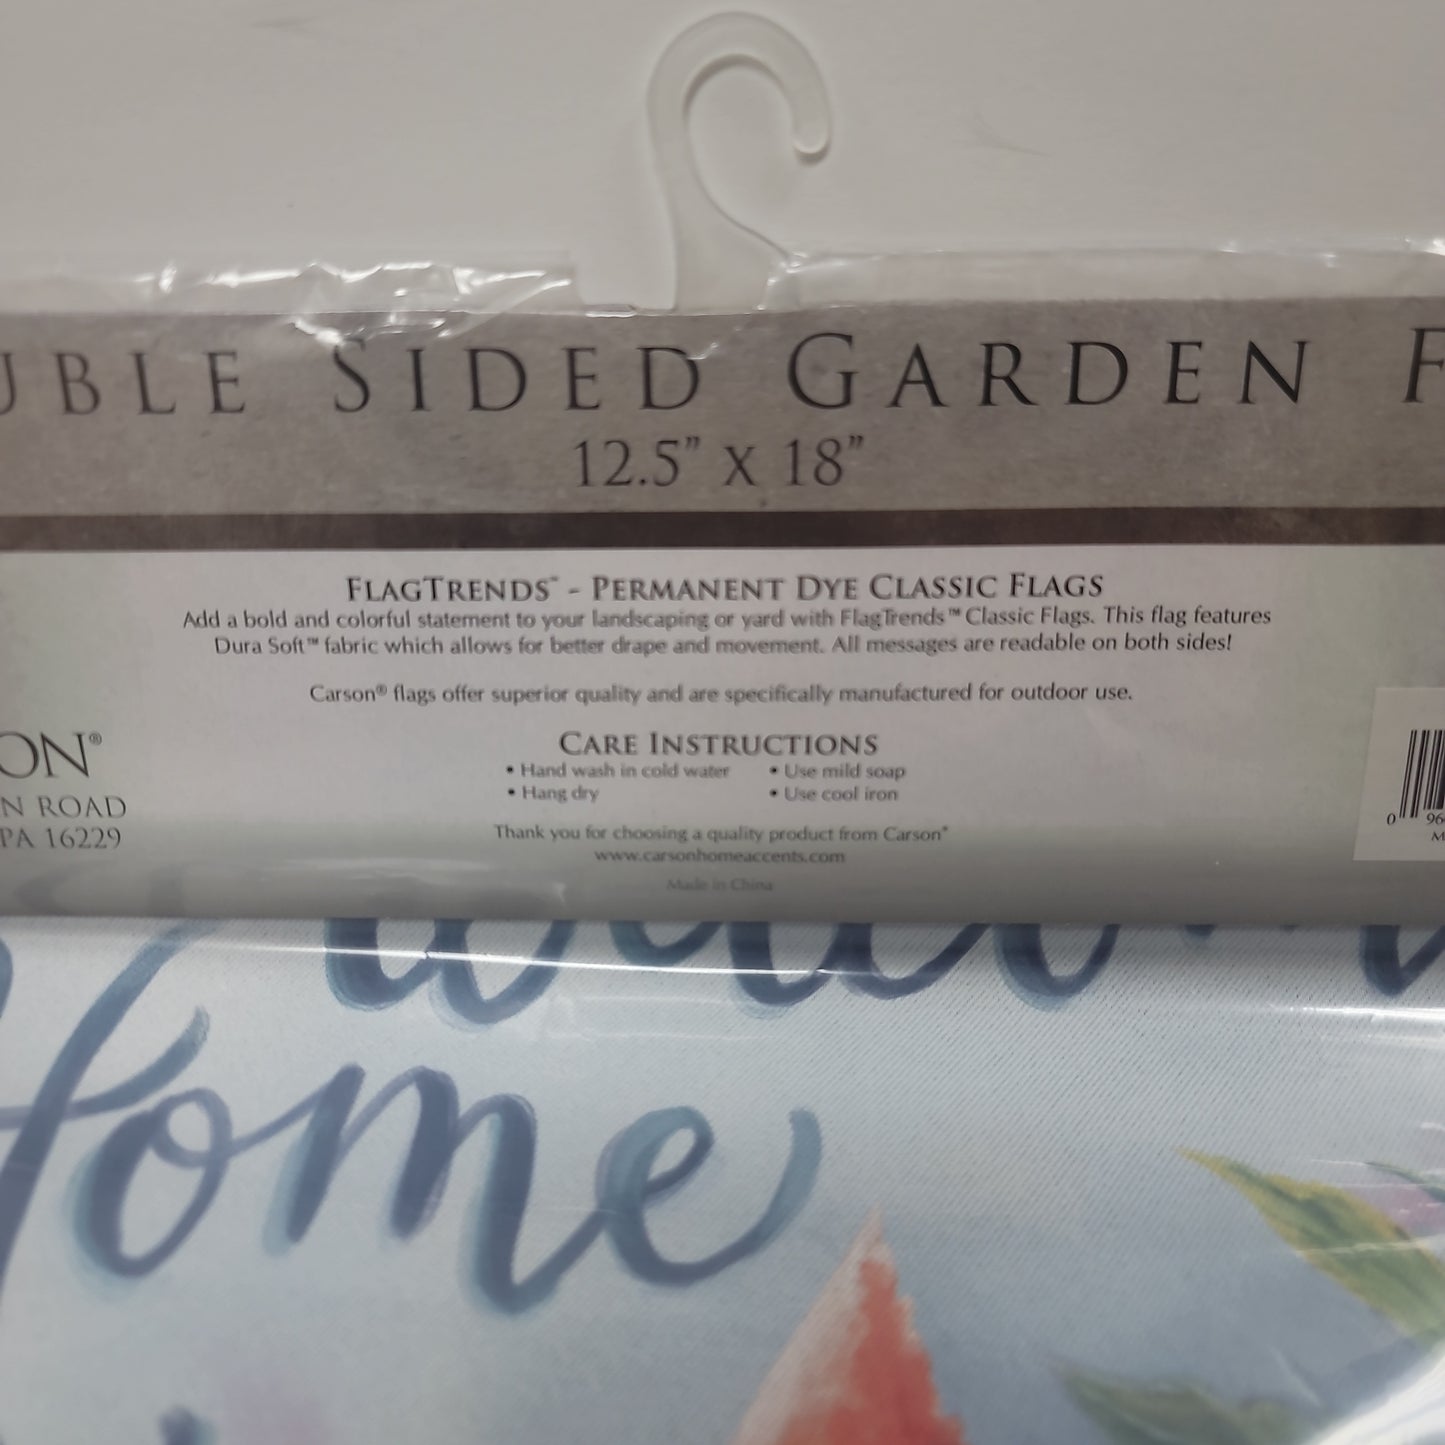 UBLE SIDED GARDEN F
12.5” X 18”
FLAGTRENDS™ - PERMANENT DYE CLASSIC FLAGS
Add a bold and colorful statement to your landscaping or yard with FlagTrends™ Classic Flags. This flag features
Dura Soft™ fabric which allows for better drape and movement. All messages are readable on both sides!
Carson® flags offer superior quality and are specifically manufactured for outdoor use.
ON®
N ROAD
PA 16229
CARE INSTRUCTIONS
• Hand wash in cold water • Use mild soap
• Hang dry • Use cool iron
Thank you for choosing a quality product from Carson®
www.carsonhomeaccents.com
Made in China
0 96
M
Home